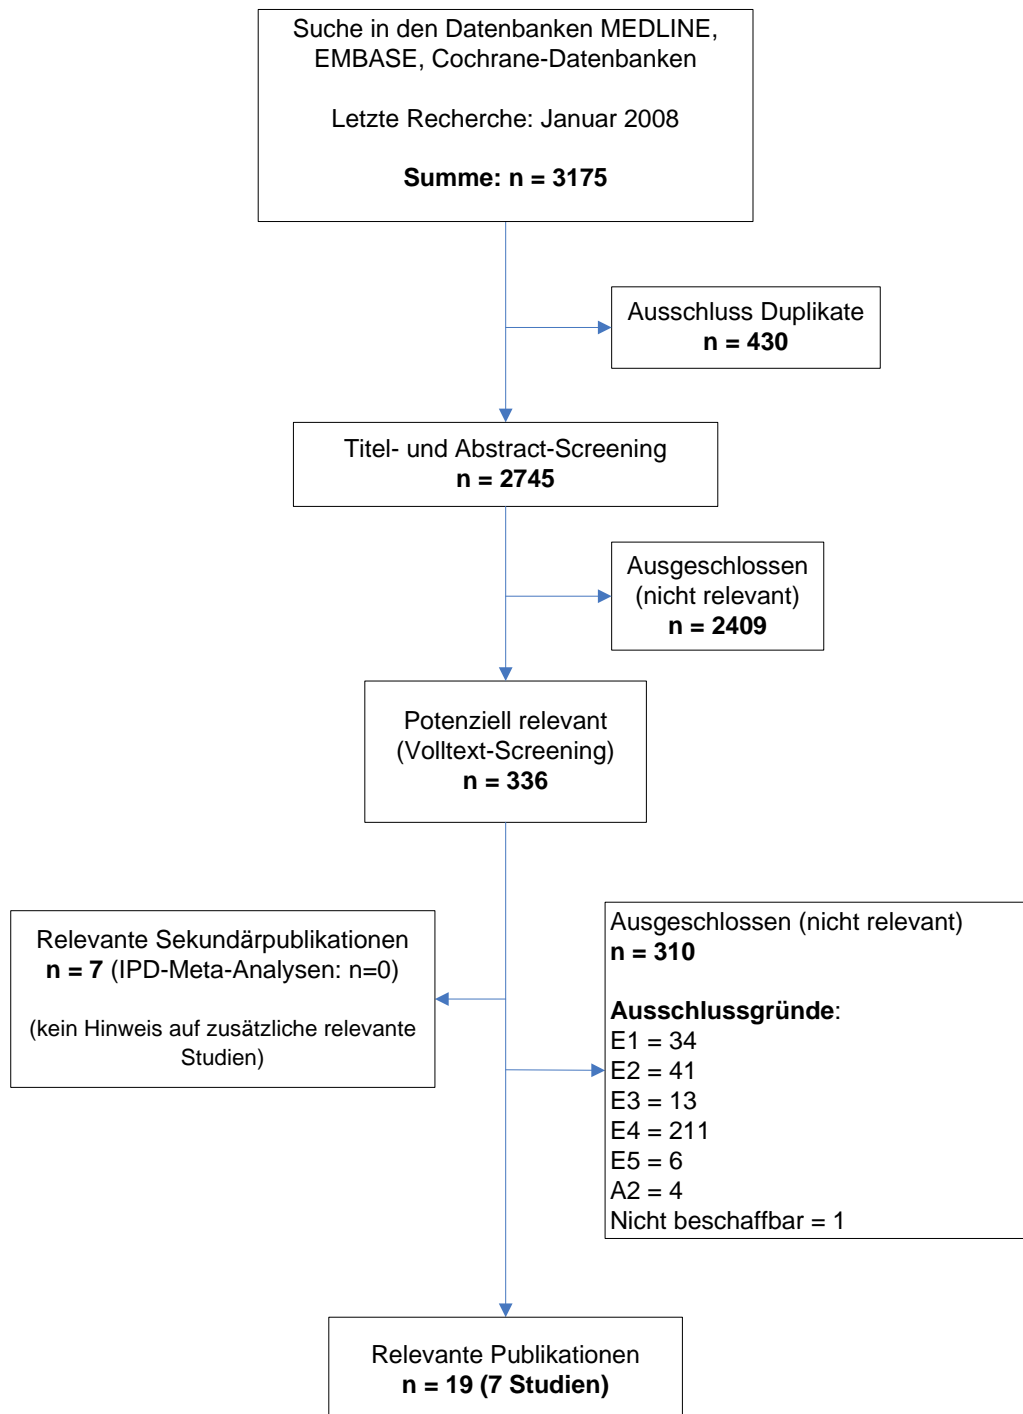 Suche in den Datenbanken MEDLINE,
EMBASE, Cochrane-Datenbanken
Letzte Recherche: Januar 2008
Summe: n = 3175
Ausschluss Duplikate
n = 430
Titel- und Abstract-Screening
n = 2745
Ausgeschlossen
(nicht relevant)
n = 2409
Potenziell relevant
(Volltext-Screening)
n = 336
Relevante Sekundärpublikationen
n = 7 (IPD-Meta-Analysen: n=0)
(kein Hinweis auf zusätzliche relevante
Studien)
Ausgeschlossen (nicht relevant)
n = 310
Ausschlussgründe:
E1 = 34
E2 = 41
E3 = 13
E4 = 211
E5 = 6
A2 = 4
Nicht beschaffbar = 1
Relevante Publikationen
n = 19 (7 Studien)